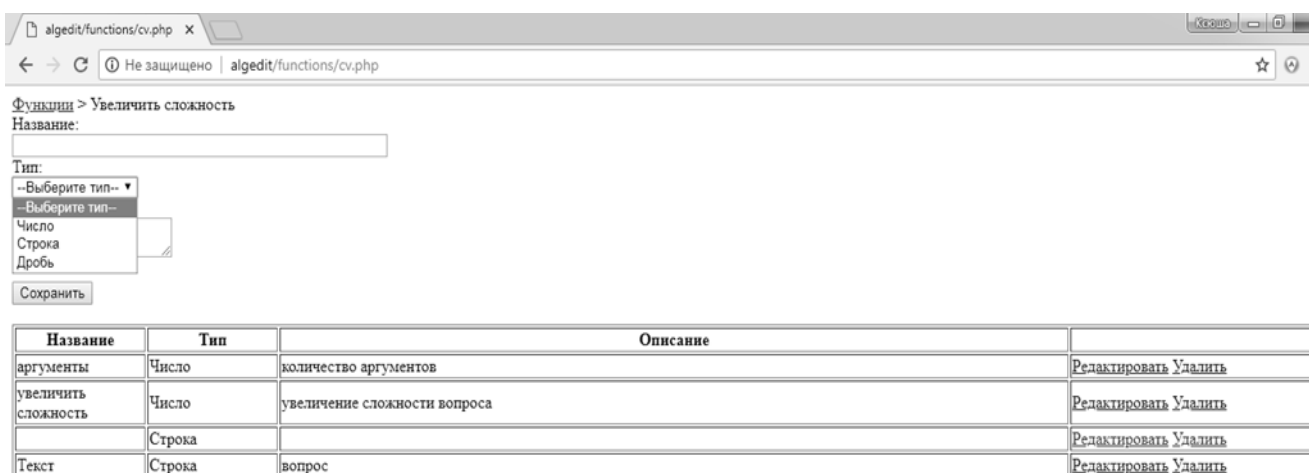 algedit/functions/cv.php
Ксюша
Не защищено | algedit/functions/cv.php
Функции > Увеличить сложность
Название:
Тип:
--Выберите тип--
--Выберите тип--
Число
Строка
Дробь
Сохранить
Название Тип Описание
аргументы Число количество аргументов Редактировать Удалить
увеличить
сложность Число увеличение сложности вопроса Редактировать Удалить
Строка Редактировать Удалить
Текст Строка вопрос Редактировать Удалить